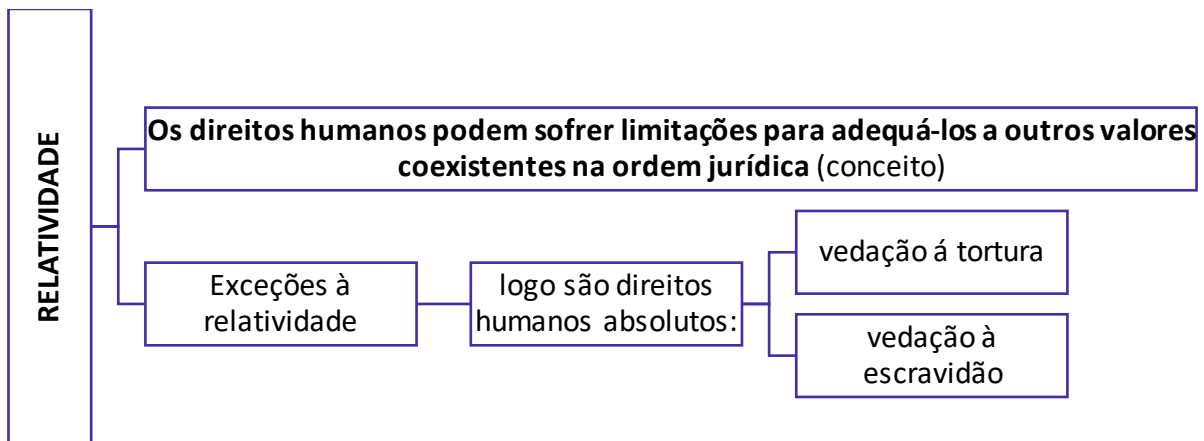 RELATIVIDADE
Os direitos humanos podem sofrer limitações para adequá-los a outros valores
coexistentes na ordem jurídica (conceito)
Exceções à
relatividade
logo são direitos
humanos absolutos:
vedação á tortura
vedação à
escravidão